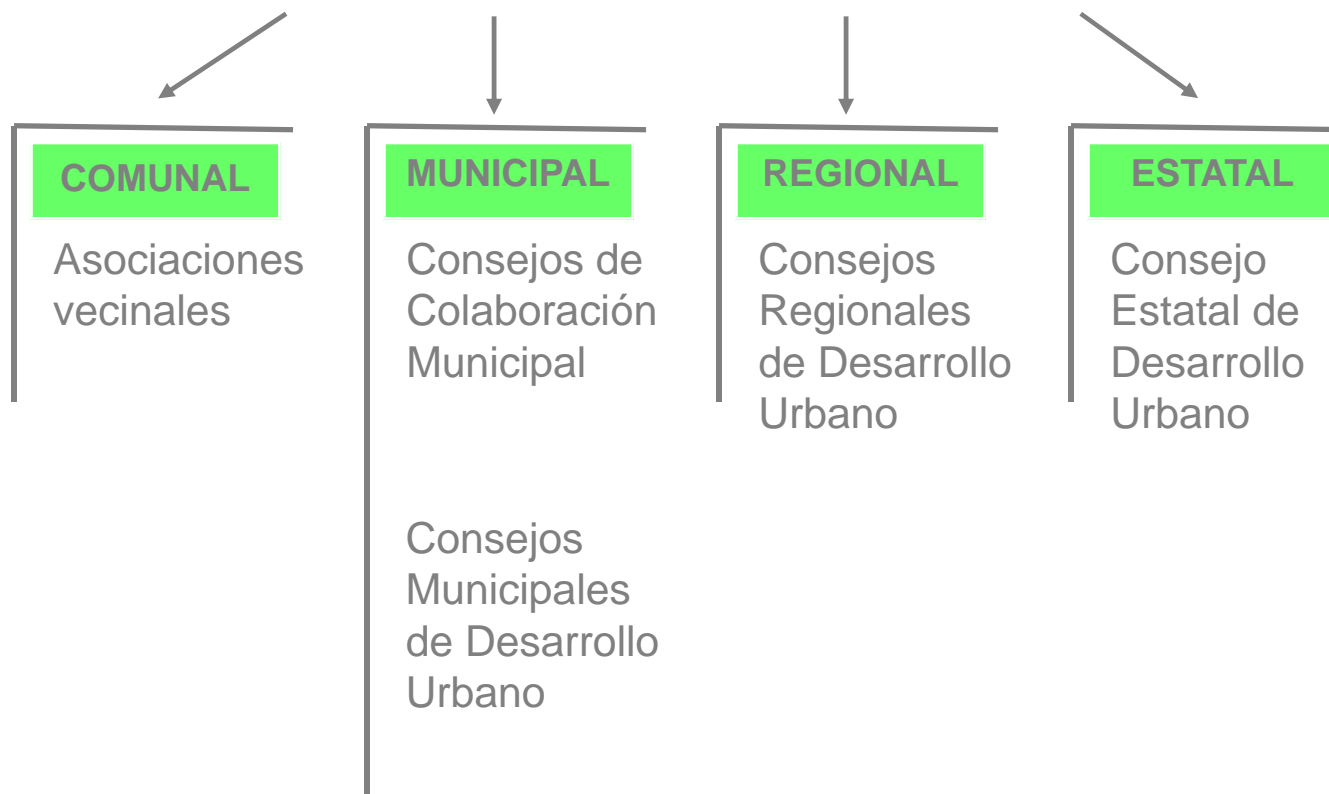 COMUNAL
Asociaciones
vecinales
MUNICIPAL
Consejos de
Colaboración
Municipal
Consejos
Municipales
de Desarrollo
Urbano
REGIONAL
Consejos
Regionales
de Desarrollo
Urbano
ESTATAL
Consejo
Estatal de
Desarrollo
Urbano